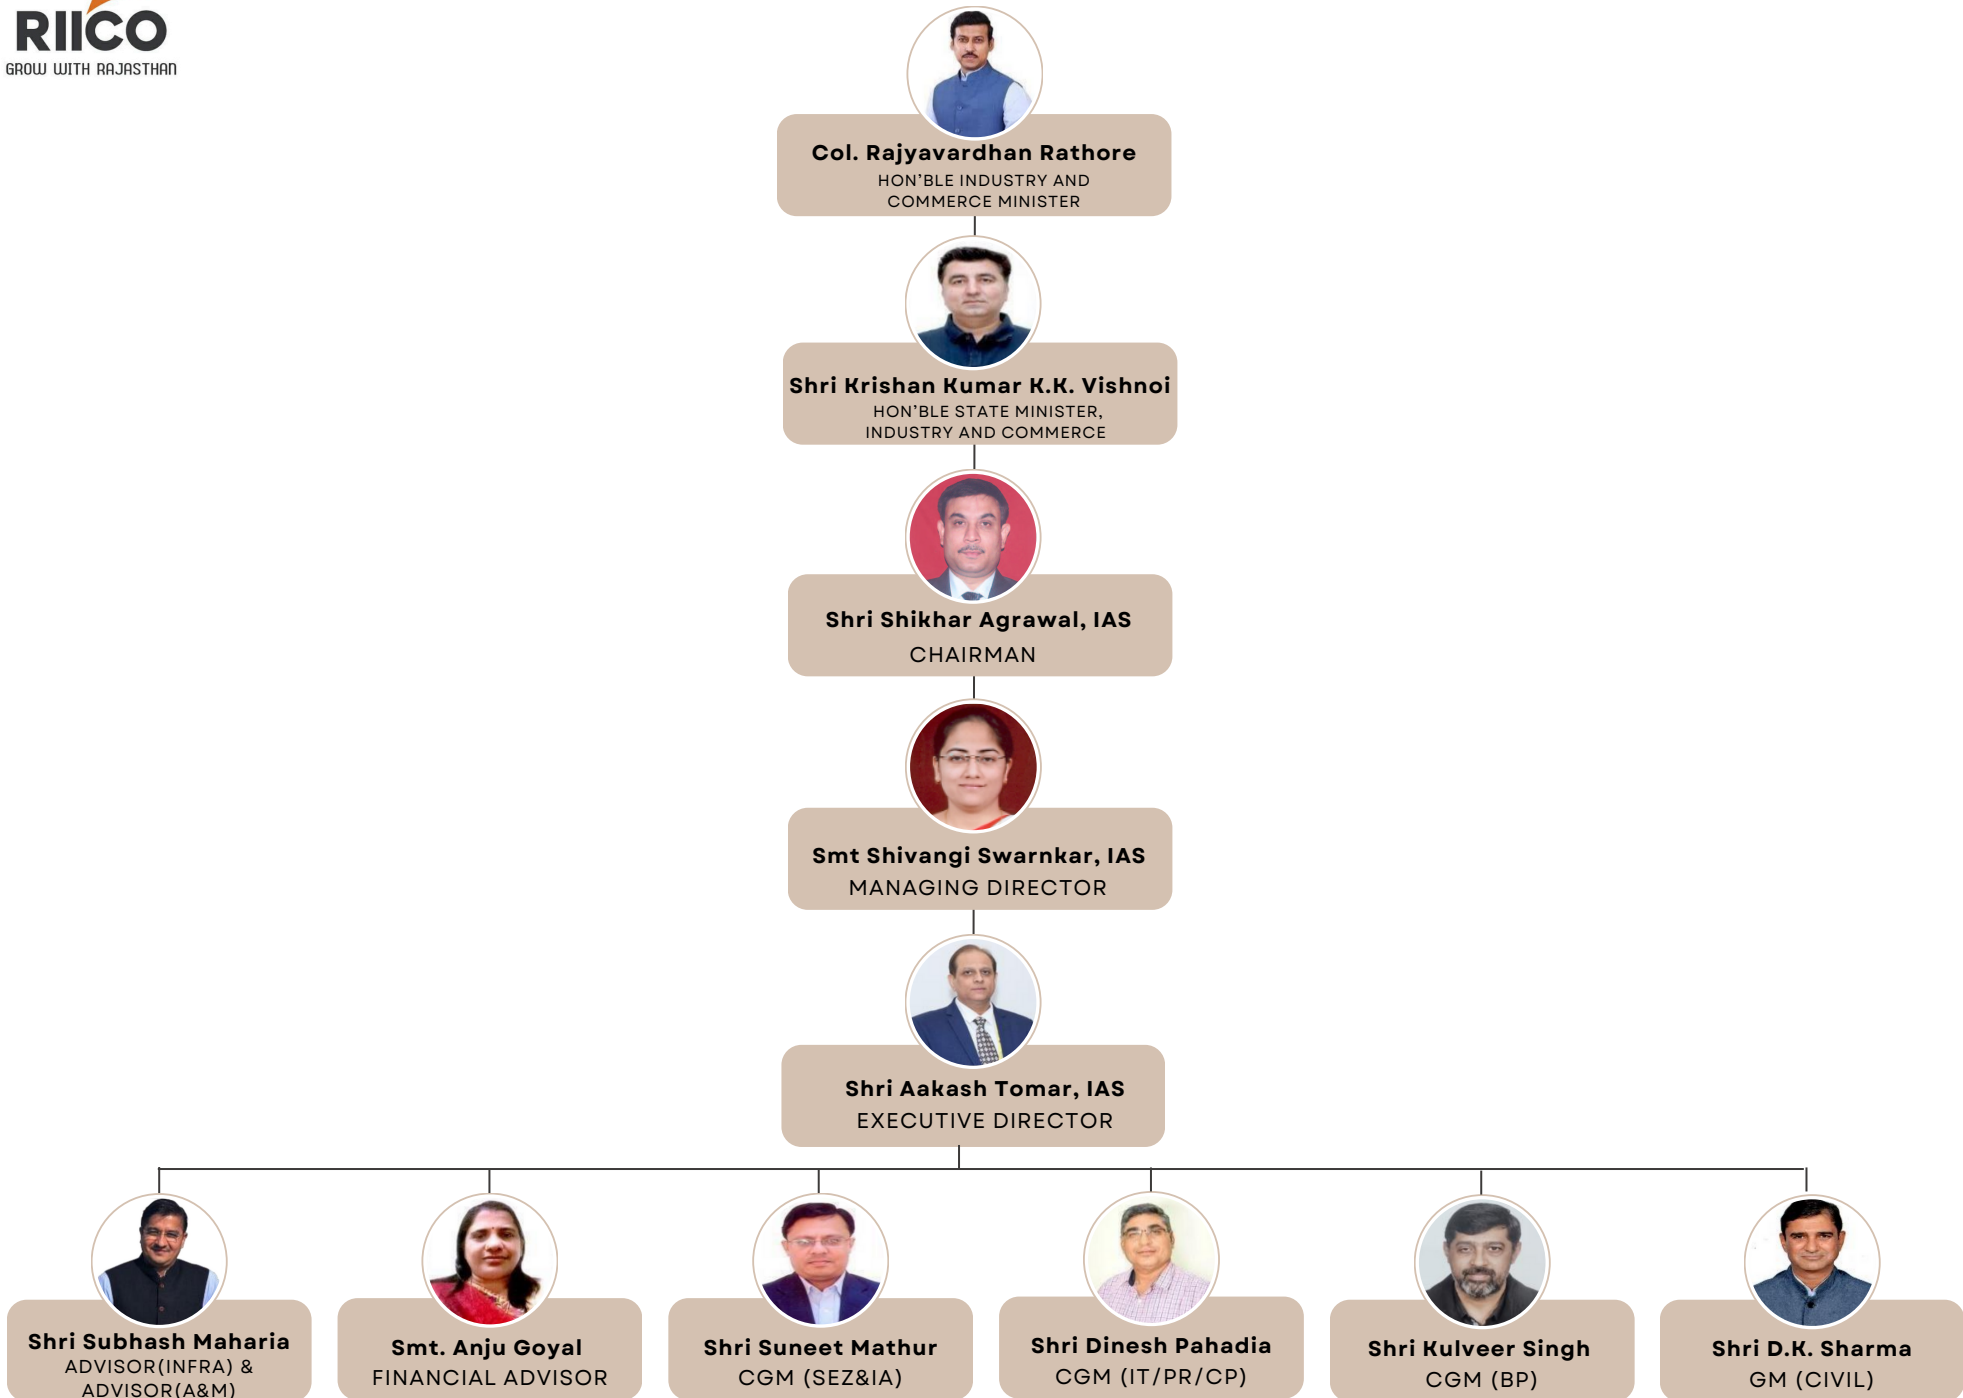 RIICO
GROW WITH RAJASTHAN
Col. Rajyavardhan Rathore
HON'BLE INDUSTRY AND
COMMERCE MINISTER
Shri Krishan Kumar K.K. Vishnoi
HON'BLE STATE MINISTER,
INDUSTRY AND COMMERCE
Shri Shikhar Agrawal, IAS
CHAIRMAN
Smt Shivangi Swarnkar, IAS
MANAGING DIRECTOR
Shri Aakash Tomar, IAS
EXECUTIVE DIRECTOR
Shri Subhash Maharia
ADVISOR(INFRA) &
ADVISOR(A&M)
Smt. Anju Goyal
FINANCIAL ADVISOR
Shri Suneet Mathur
CGM (SEZ&IA)
Shri Dinesh Pahadia
CGM (IT/PR/CP)
Shri Kulveer Singh
CGM (BP)
Shri D.K. Sharma
GM (CIVIL)